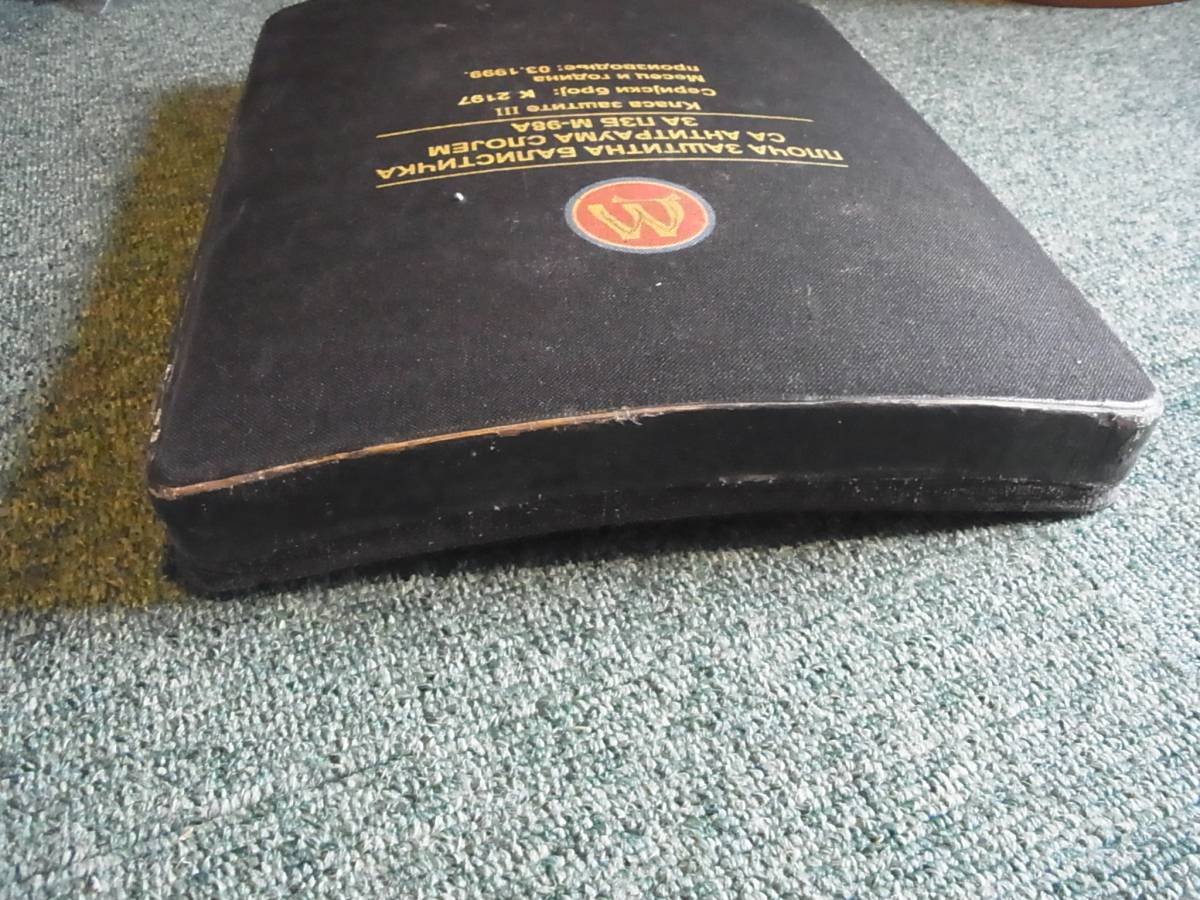 ПЛОЧА ЗАШТИТНА БАЛИСТИЧКА
СА АНТИТРАУМА СЛОЈЕМ
ЗА ПЗБ М-98А
Класа заштите III
Серијски број: К 2197
Месец и година
производње: 03.1999.